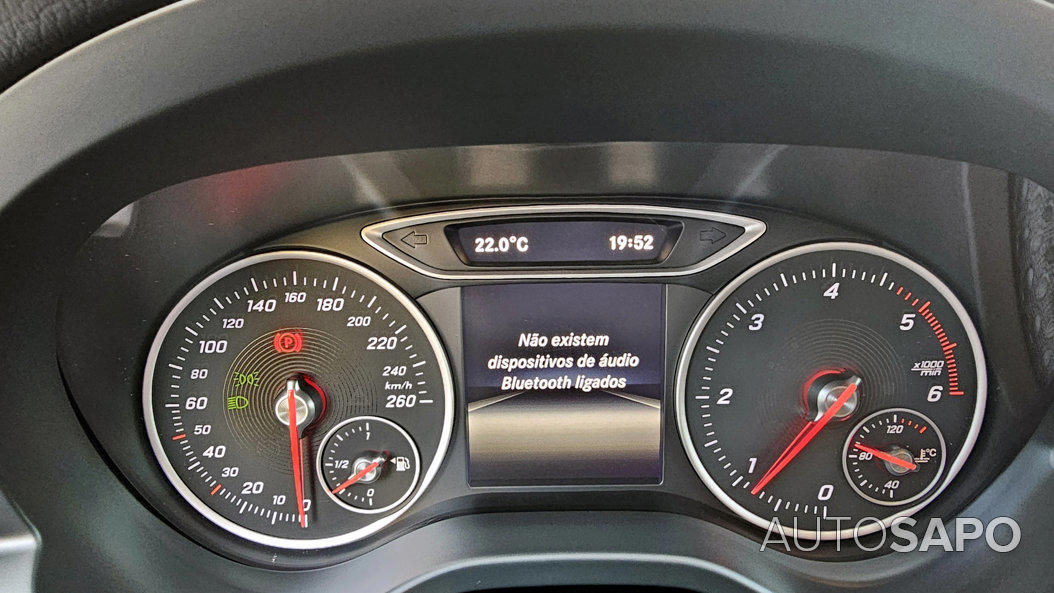 22.0°C 19:52
Não existem
dispositivos de áudio
Bluetooth ligados
0 10 20 30 40 50 60 80 100 120 140 160 180 200 220 240 260
km/h
P
0 1/2 1
0 1 2 3 4 5 6
x1000
min
40 80 120
°C
AUTOSAPO